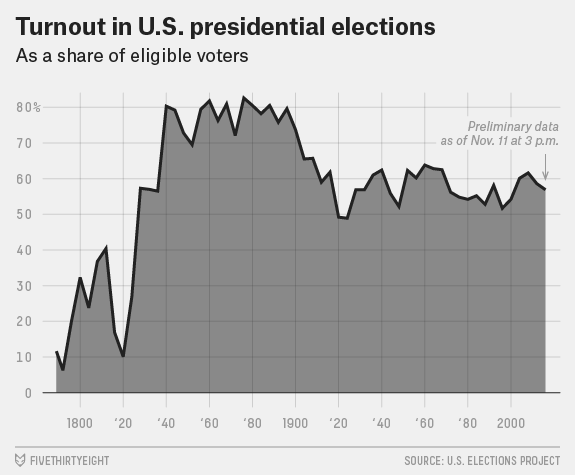 Turnout in U.S. presidential elections
As a share of eligible voters
80%
Preliminary data
as of Nov. 11 at 3 p.m.
70
60
50
40
30
20
10
0
1800 ‘20 ‘40 ‘60 ‘80 1900 ‘20 ‘40 ‘60 ‘80 2000
FIVETHIRTYEIGHT
SOURCE: U.S. ELECTIONS PROJECT